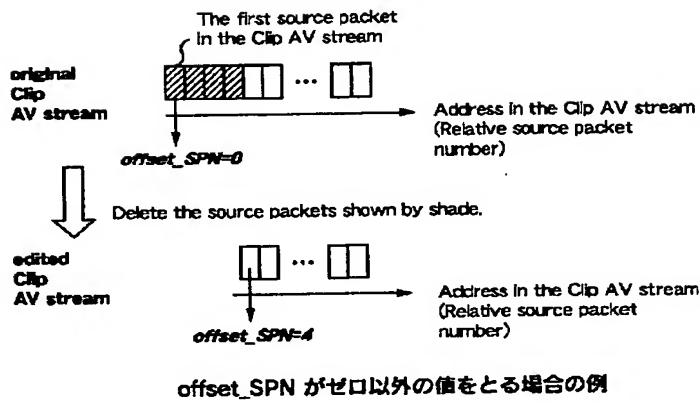 The first source packet
in the Clip AV stream
original
Clip
AV stream
...
Address in the Clip AV stream
(Relative source packet
number)
offset_SPN=0
Delete the source packets shown by shade.
edited
Clip
AV stream
...
Address in the Clip AV stream
(Relative source packet
number)
offset_SPN=4
offset_SPN がゼロ以外の値をとる場合の例